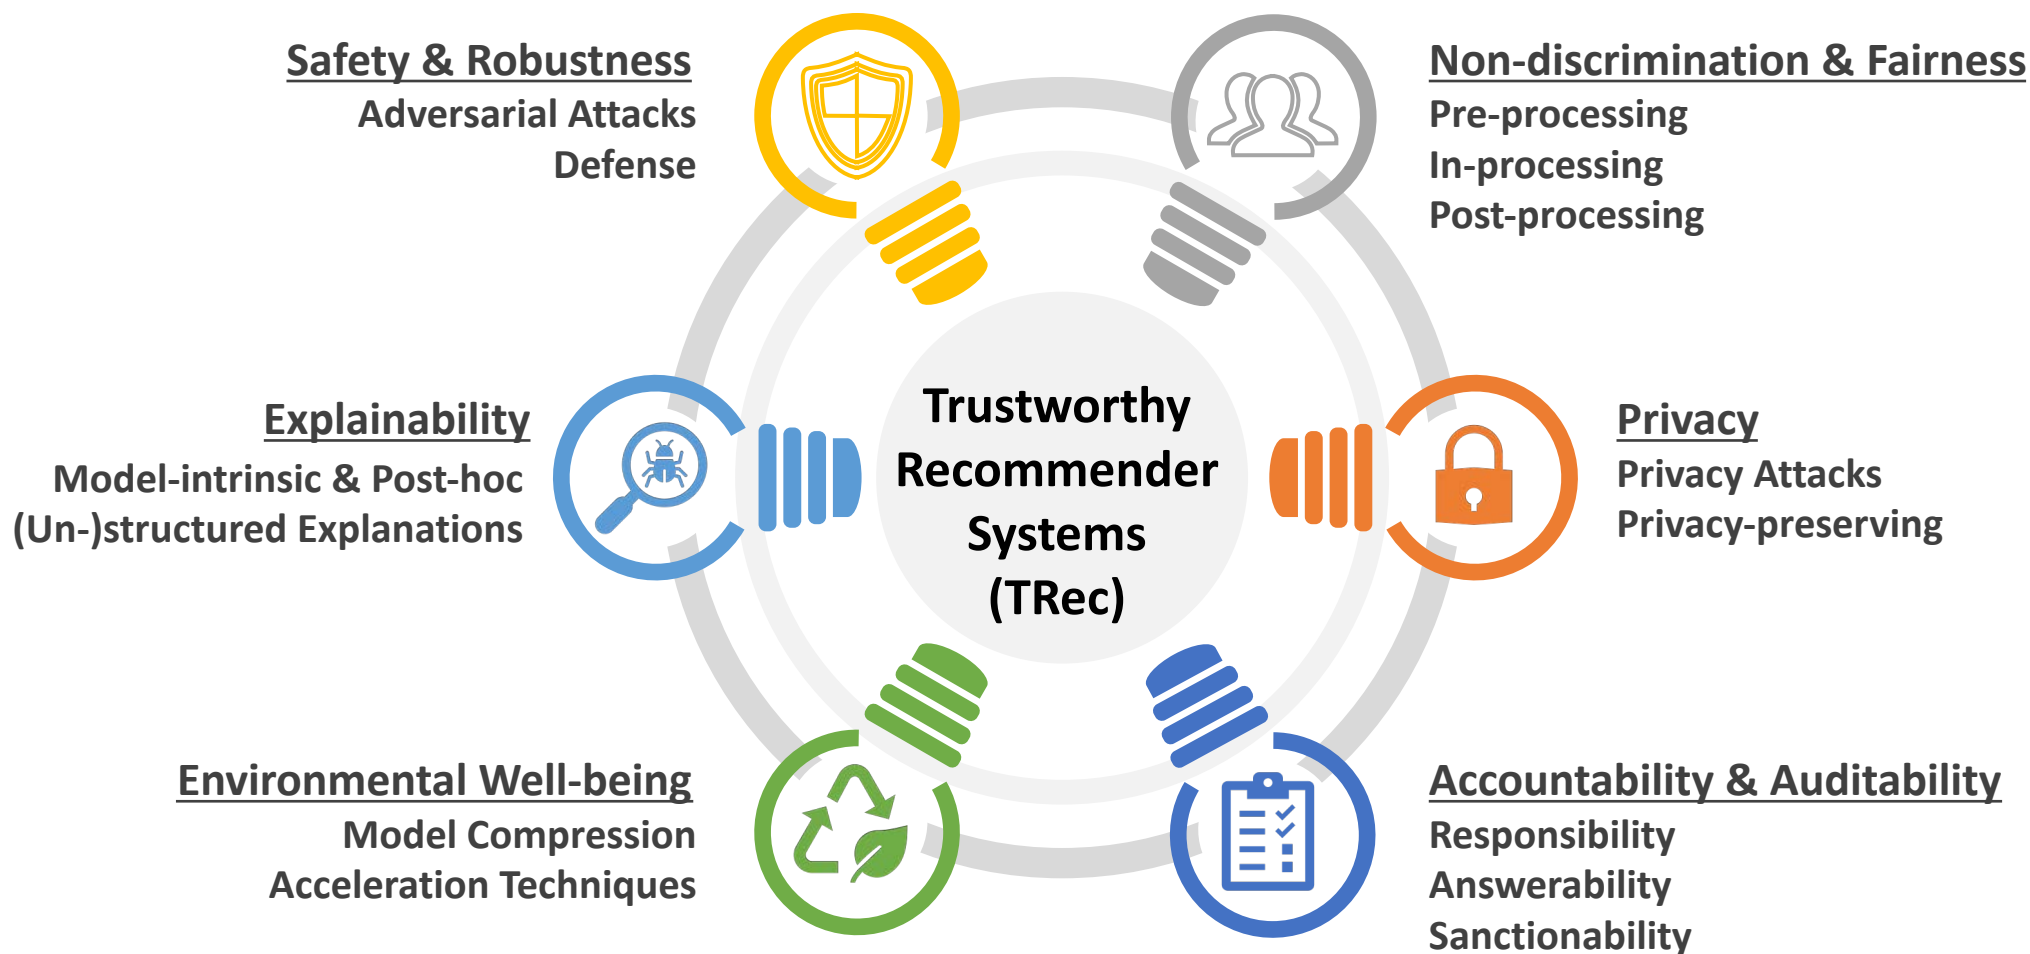 Safety & Robustness
Adversarial Attacks
Defense
Non-discrimination & Fairness
Pre-processing
In-processing
Post-processing
Explainability
Model-intrinsic & Post-hoc
(Un-)structured Explanations
Trustworthy
Recommender
Systems
(TRec)
Privacy
Privacy Attacks
Privacy-preserving
Environmental Well-being
Model Compression
Acceleration Techniques
Accountability & Auditability
Responsibility
Answerability
Sanctionability